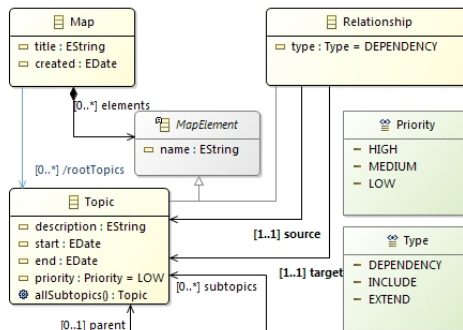 Map
title : EString
created : EDate
Relationship
type : Type = DEPENDENCY
[0..*] elements
MapElement
name : EString
Priority
HIGH
MEDIUM
LOW
[0..*] /rootTopics
Topic
description : EString
start : EDate
end : EDate
priority : Priority = LOW
allSubtopics() : Topic
[1..1] source
[1..1] target
[0..*] subtopics
[0..1] parent
Type
DEPENDENCY
INCLUDE
EXTEND